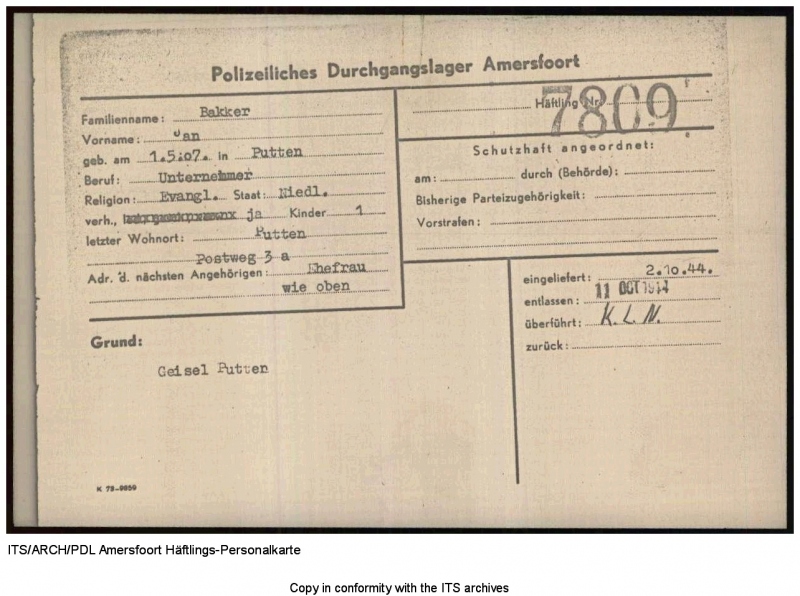 Polizeiliches Durchgangslager Amersfoort
Familienname: Bakker
Vorname: Jan
geb. am 1.5.07. in Putten
Beruf: Unternehmer
Religion: Evangl. Staat: Niedl.
verh., ja Kinder 1
letzter Wohnort: Putten
Postweg 3 a
Adr. d. nächsten Angehörigen: Ehefrau
wie oben
Häftling Nr. 7809
Schutzhaft angeordnet:
am: durch (Behörde):
Bisherige Parteizugehörigkeit:
Vorstrafen:
eingeliefert: 2.10.44.
entlassen: 11 OCT 1944
überführt: K. L. N.
zurück:
Grund:
Geisel Putten
K 72-9859
ITS/ARCH/PDL Amersfoort Häftlings-Personalkarte
Copy in conformity with the ITS archives